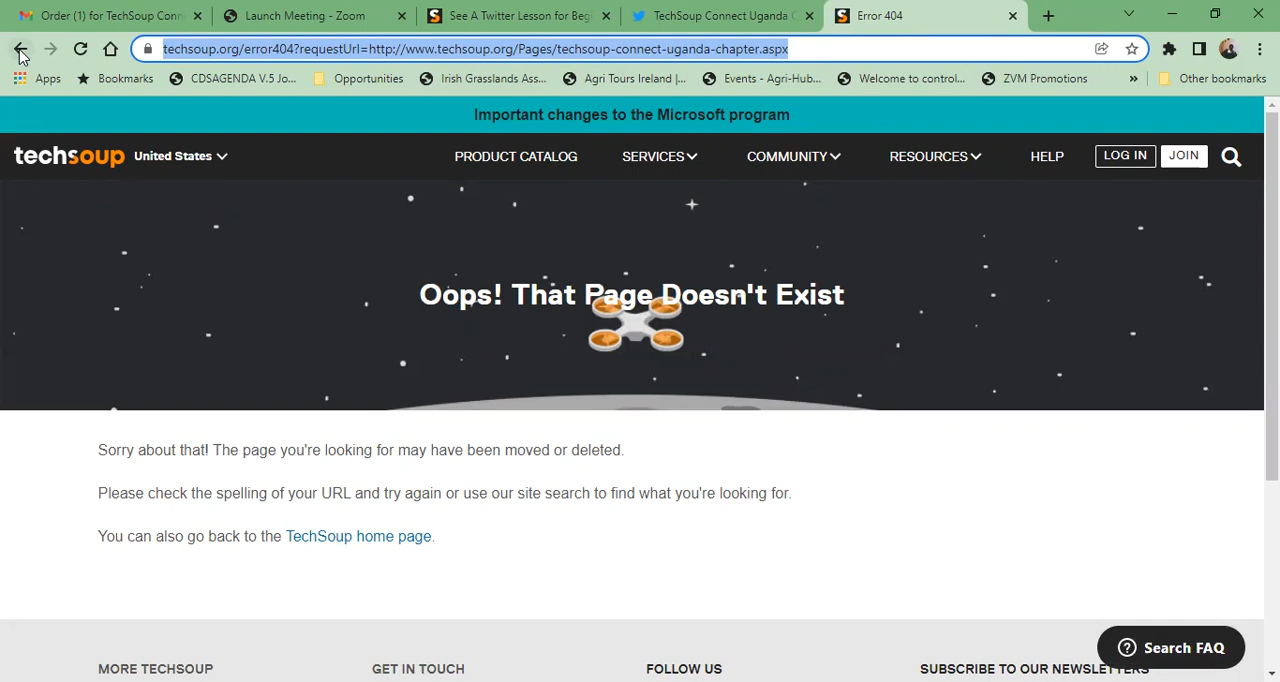 Order (1) for TechSoup Conn
Launch Meeting - Zoom
See A Twitter Lesson for Beg
TechSoup Connect Uganda C
Error 404
techsoup.org/error404?requestUrl=http://www.techsoup.org/Pages/techsoup-connect-uganda-chapter.aspx
Apps Bookmarks CDSAGENDA V.5 Jo... Opportunities Irish Grasslands Ass... Agri Tours Ireland |... Events - Agri-Hub... Welcome to control... ZVM Promotions » Other bookmarks
Important changes to the Microsoft program
techsoup United States PRODUCT CATALOG SERVICES COMMUNITY RESOURCES HELP LOG IN JOIN
Oops! That Page Doesn't Exist
Sorry about that! The page you're looking for may have been moved or deleted.
Please check the spelling of your URL and try again or use our site search to find what you're looking for.
You can also go back to the TechSoup home page.
Search FAQ
MORE TECHSOUP GET IN TOUCH FOLLOW US SUBSCRIBE TO OUR NEWSLETTERS